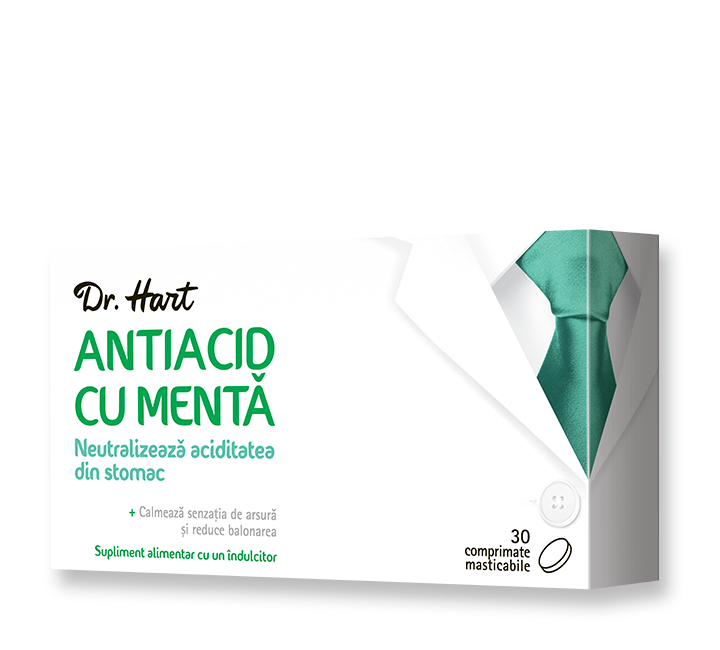 Dr. Hart
ANTIACID
CU MENTĂ
Neutralizează aciditatea
din stomac
+ Calmează senzația de arsură
și reduce balonarea
Supliment alimentar cu un îndulcitor
30
comprimate
masticabile